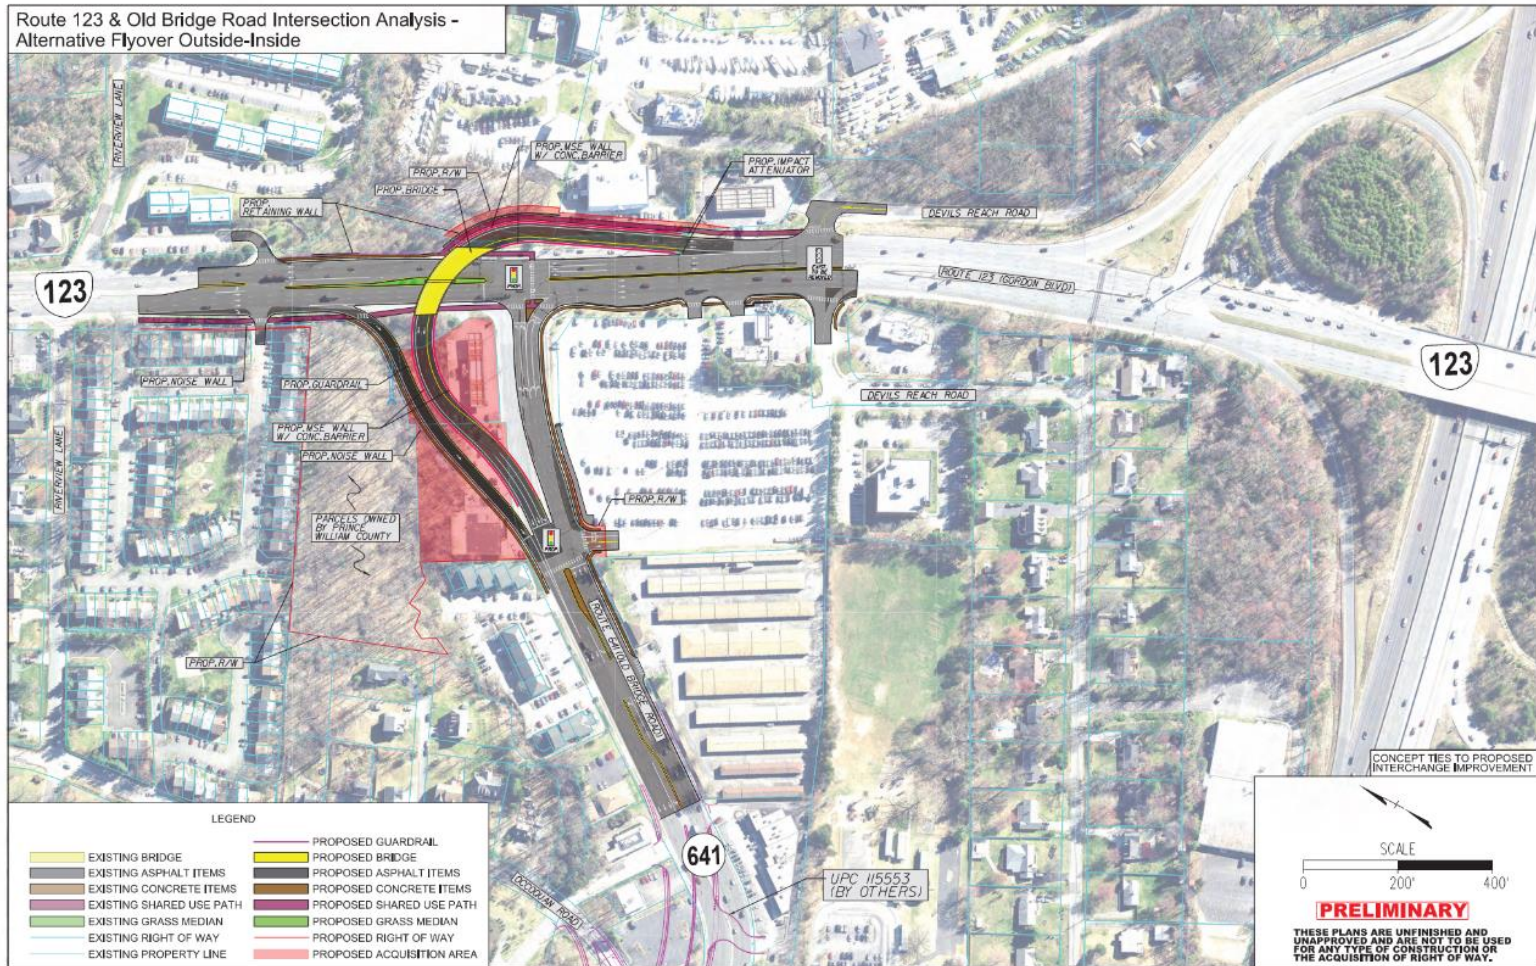 Route 123 & Old Bridge Road Intersection Analysis -
Alternative Flyover Outside-Inside
RIVERVIEW LANE
PROP. MSE WALL
W/ CONC. BARRIER
PROP. R/W
PROP. BRIDGE
PROP.
RETAINING WALL
PROP. IMPACT
ATTENUATOR
DEVILS REACH ROAD
123
PROP.
EXIST.
TO BE
REMOVED
ROUTE 123 (GORDON BLVD)
123
PROP. NOISE WALL
PROP. GUARDRAIL
DEVILS REACH ROAD
PROP. MSE WALL
W/ CONC. BARRIER
PROP. NOISE WALL
RIVERVIEW LANE
PROP. R/W
PARCELS OWNED
BY PRINCE
WILLIAM COUNTY
PROP.
ROUTE 641 (OLD BRIDGE ROAD)
PROP. R/W
641
UPC 115553
(BY OTHERS)
OCCOQUAN ROAD
CONCEPT TIES TO PROPOSED
INTERCHANGE IMPROVEMENT
LEGEND
EXISTING BRIDGE
EXISTING ASPHALT ITEMS
EXISTING CONCRETE ITEMS
EXISTING SHARED USE PATH
EXISTING GRASS MEDIAN
EXISTING RIGHT OF WAY
EXISTING PROPERTY LINE
PROPOSED GUARDRAIL
PROPOSED BRIDGE
PROPOSED ASPHALT ITEMS
PROPOSED CONCRETE ITEMS
PROPOSED SHARED USE PATH
PROPOSED GRASS MEDIAN
PROPOSED RIGHT OF WAY
PROPOSED ACQUISITION AREA
SCALE
0 200' 400'
PRELIMINARY
THESE PLANS ARE UNFINISHED AND
UNAPPROVED AND ARE NOT TO BE USED
FOR ANY TYPE OF CONSTRUCTION OR
THE ACQUISITION OF RIGHT OF WAY.